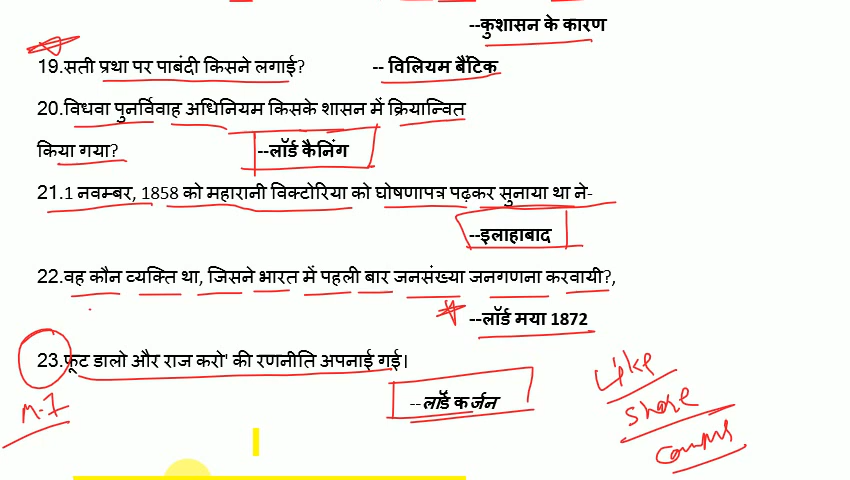 --कुशासन के कारण
19.सती प्रथा पर पाबंदी किसने लगाई? -- विलियम बैंटिक
20.विधवा पुनर्विवाह अधिनियम किसके शासन में क्रियान्वित
किया गया? --लॉर्ड कैनिंग
21.1 नवम्बर, 1858 को महारानी विक्टोरिया को घोषणापत्र पढ़कर सुनाया था ने-
--इलाहाबाद
22.वह कौन व्यक्ति था, जिसने भारत में पहली बार जनसंख्या जनगणना करवायी?,
--लॉर्ड मया 1872
23.फूट डालो और राज करो' की रणनीति अपनाई गई।
Like
--लॉर्ड कर्जन
Share